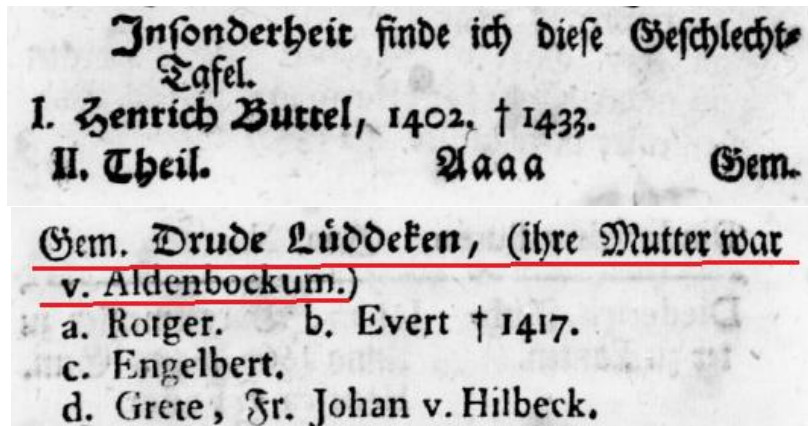 Insonderheit finde ich diese Geschlecht-
Tafel.
I. Henrich Buttel, 1402. † 1433.
II. Theil. Aaaa Gem.
Gem. Drude Lüddeken, (ihre Mutter war
v. Aldenbockum.)
a. Rotger. b. Evert † 1417.
c. Engelbert.
d. Grete, Fr. Johan v. Hilbeck.